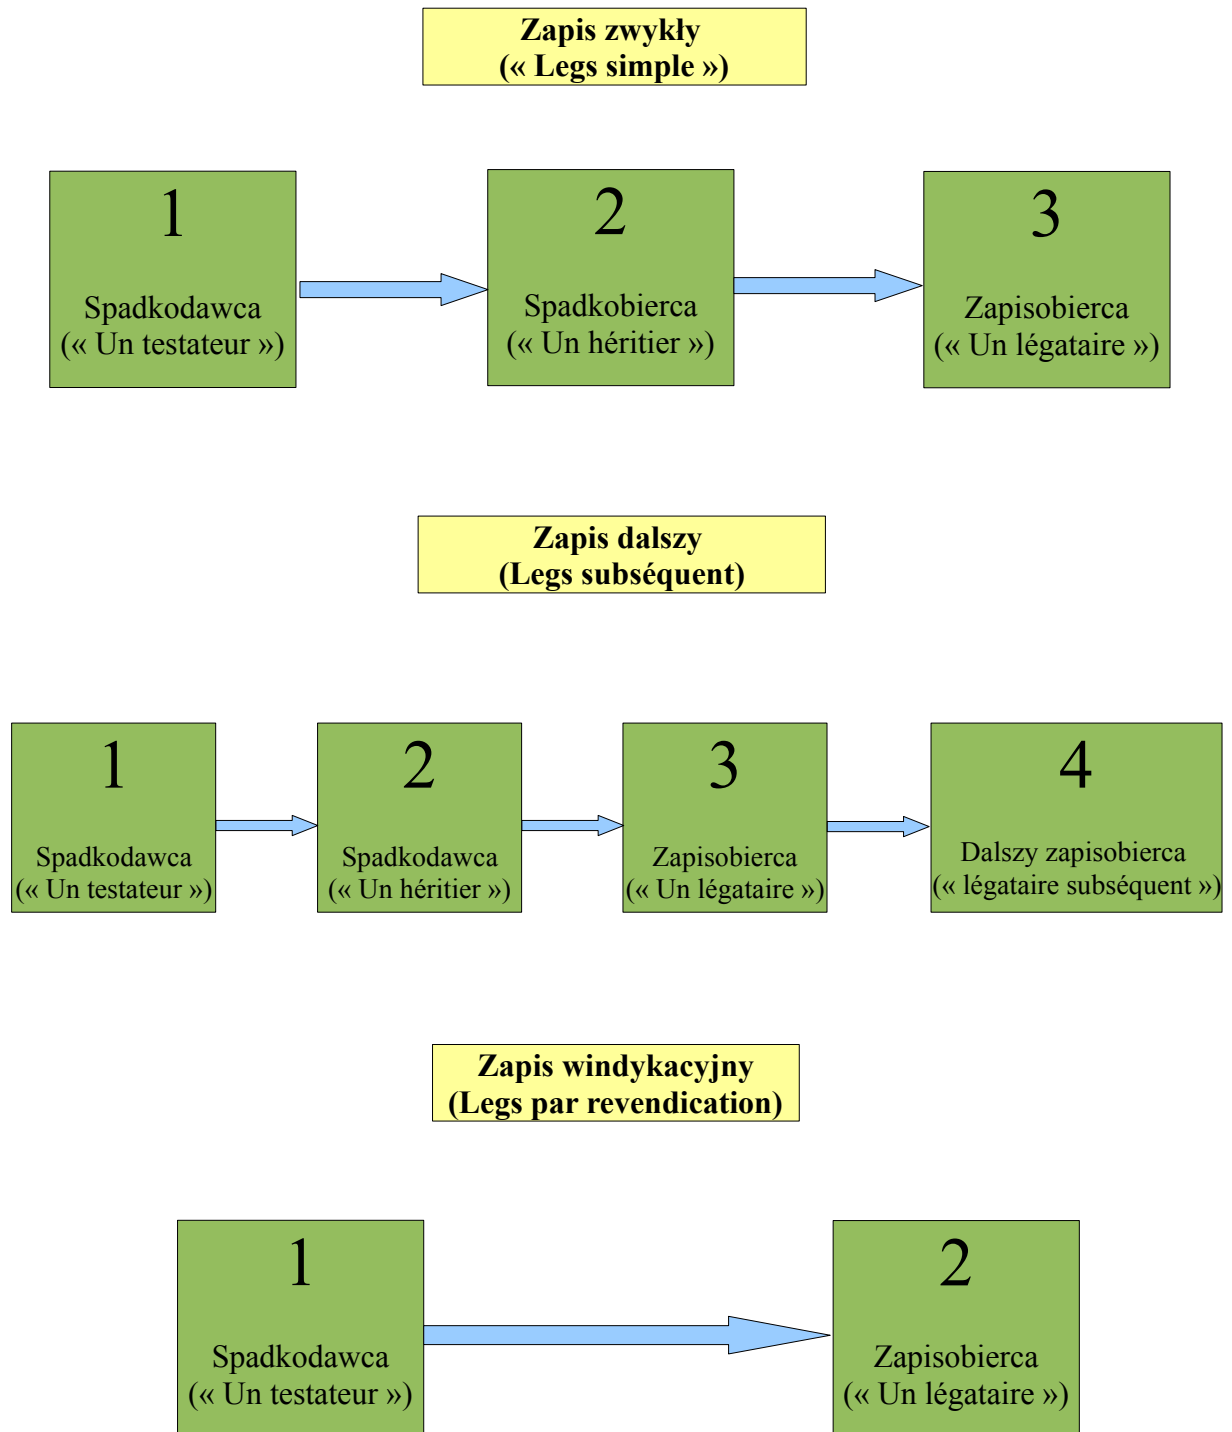 Zapis zwykły
(« Legs simple »)
1
Spadkodawca
(« Un testateur »)
2
Spadkobierca
(« Un héritier »)
3
Zapisobierca
(« Un légataire »)
Zapis dalszy
(Legs subséquent)
1
Spadkodawca
(« Un testateur »)
2
Spadkodawca
(« Un héritier »)
3
Zapisobierca
(« Un légataire »)
4
Dalszy zapisobierca
(« légataire subséquent »)
Zapis windykacyjny
(Legs par revendication)
1
Spadkodawca
(« Un testateur »)
2
Zapisobierca
(« Un légataire »)